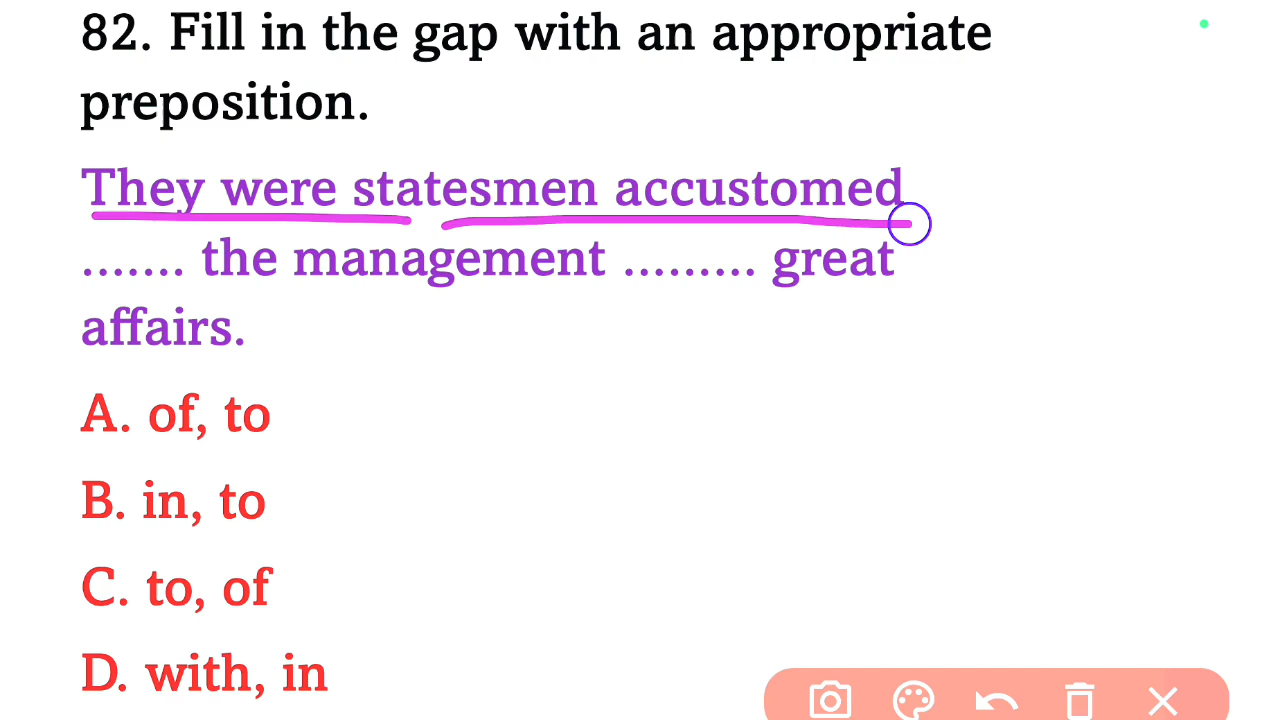 82. Fill in the gap with an appropriate
preposition.
They were statesmen accustomed
....... the management ......... great
affairs.
A. of, to
B. in, to
C. to, of
D. with, in